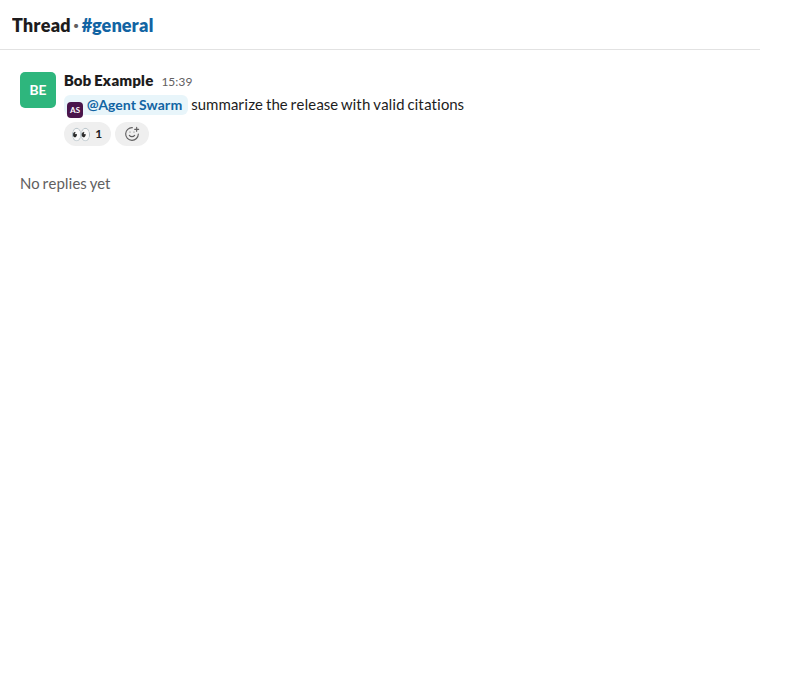 Thread • #general
BE
Bob Example 15:39
AS @Agent Swarm summarize the release with valid citations
👀 1
No replies yet